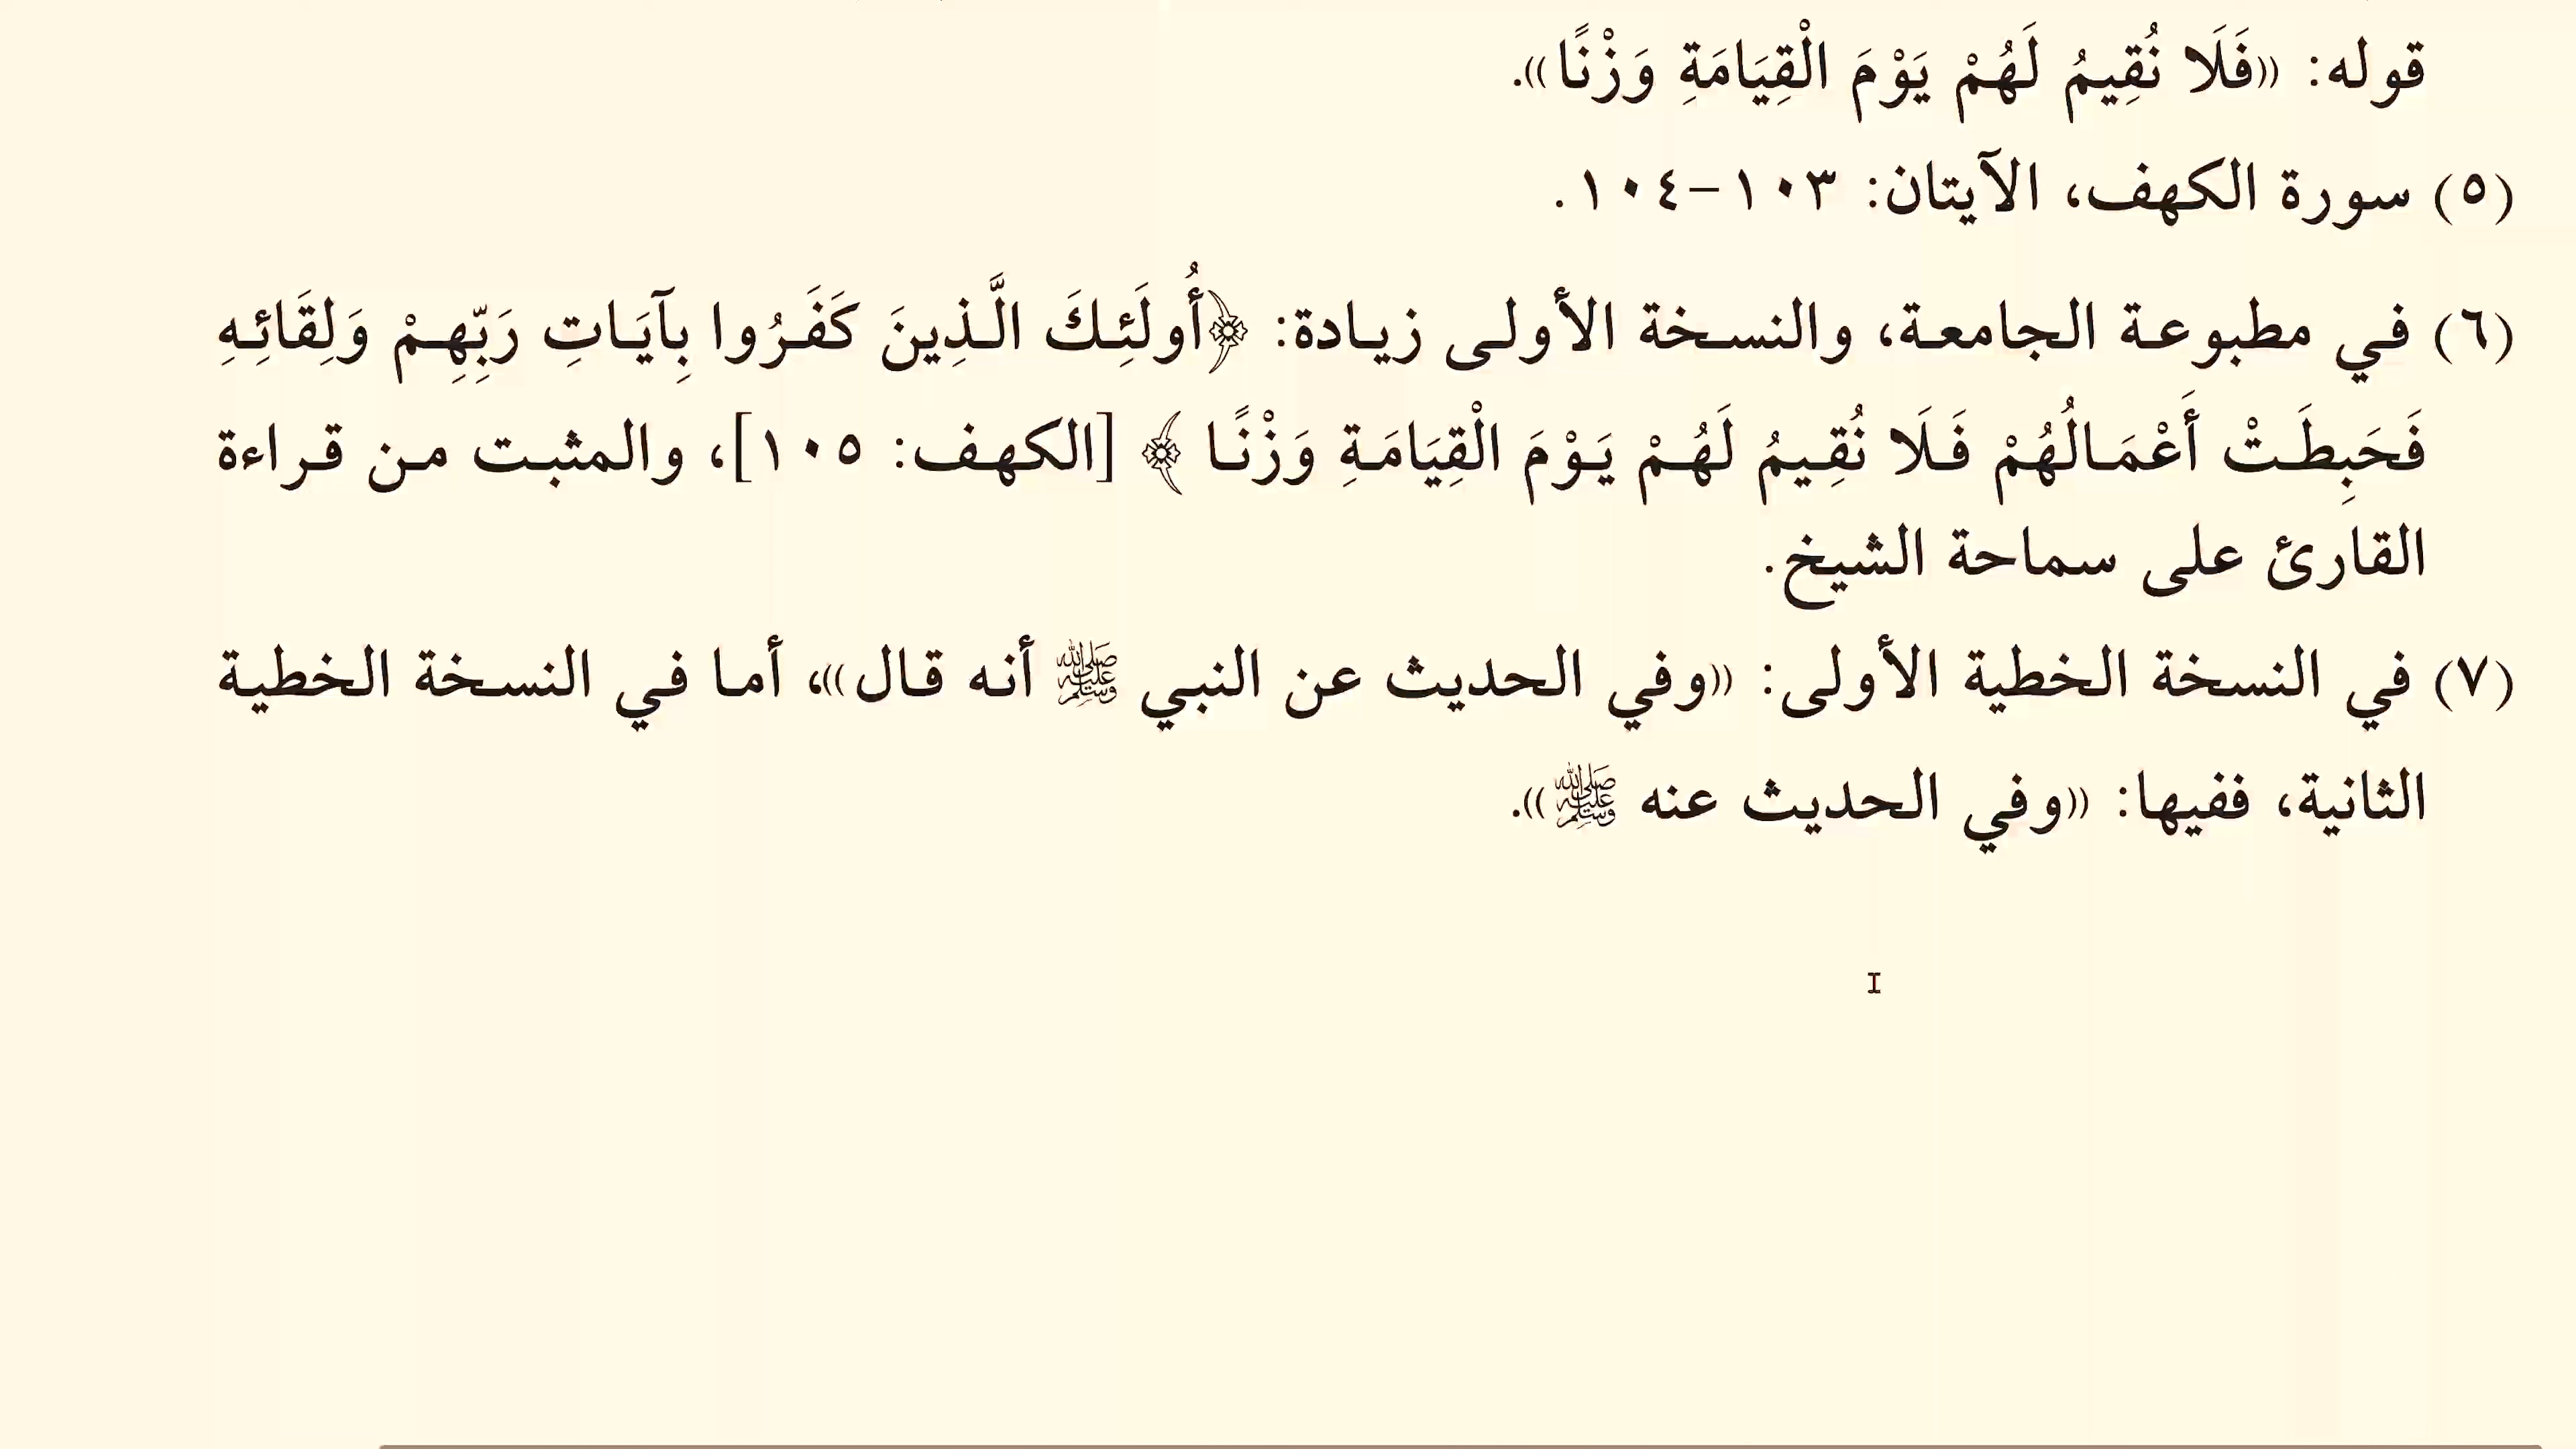 قوله: «فَلَا نُقِيمُ لَهُمْ يَوْمَ الْقِيَامَةِ وَزْنًا».
(٥) سورة الكهف، الآيتان: ١٠٣-١٠٤.
(٦) في مطبوعة الجامعة، والنسخة الأولى زيادة: ﴿أُولَئِكَ الَّذِينَ كَفَرُوا بِآيَاتِ رَبِّهِمْ وَلِقَائِهِ
فَحَبِطَتْ أَعْمَالُهُمْ فَلَا نُقِيمُ لَهُمْ يَوْمَ الْقِيَامَةِ وَزْنًا ﴾ [الكهف: ١٠٥]، والمثبت من قراءة
القارئ على سماحة الشيخ.
(٧) في النسخة الخطية الأولى: «وفي الحديث عن النبي ﷺ أنه قال»، أما في النسخة الخطية
الثانية، ففيها: «وفي الحديث عنه ﷺ».